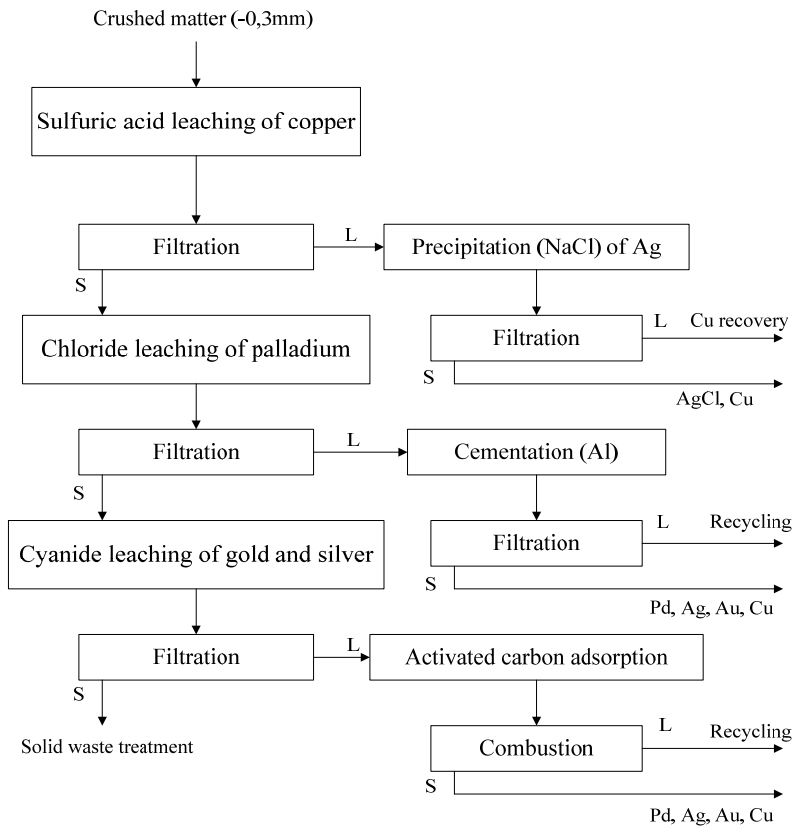 Crushed matter (-0,3mm)
Sulfuric acid leaching of copper
Filtration
L
Precipitation (NaCl) of Ag
S
Chloride leaching of palladium
Filtration
L
Cu recovery
S
AgCl, Cu
Filtration
L
Cementation (Al)
S
Cyanide leaching of gold and silver
Filtration
L
Recycling
S
Pd, Ag, Au, Cu
Filtration
L
Activated carbon adsorption
S
Solid waste treatment
Combustion
L
Recycling
S
Pd, Ag, Au, Cu